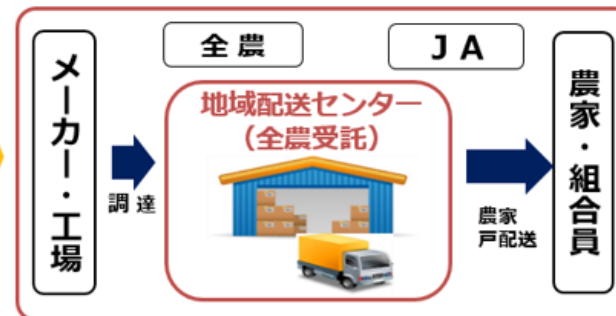 メーカー・工場
全農
JA
地域配送センター
（全農受託）
調達
農家
戸配送
農家・組合員